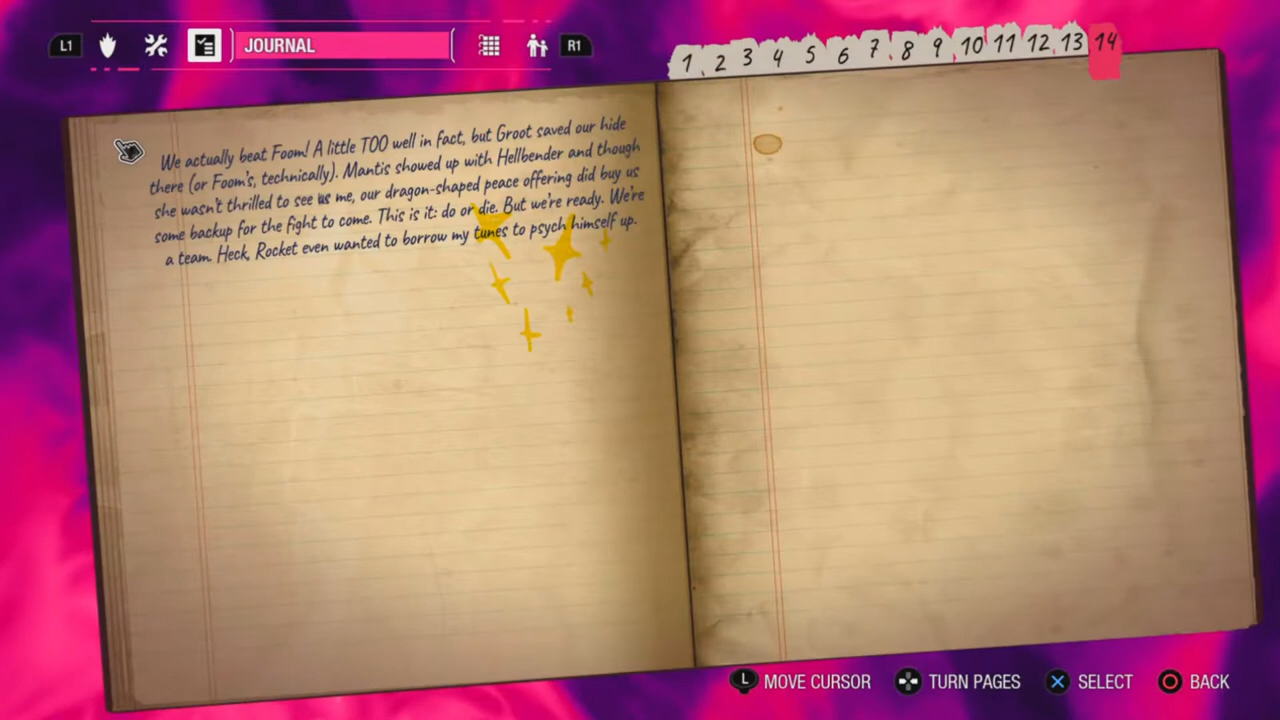 L1
JOURNAL
R1
1 2 3 4 5 6 7 8 9 10 11 12 13 14
We actually beat Foom! A little TOO well in fact, but Groot saved our hide
there (or Foom's, technically). Mantis showed up with Hellbender and though
she wasn't thrilled to see us me, our dragon-shaped peace offering did buy us
some backup for the fight to come. This is it: do or die. But we're ready. We're
a team. Heck, Rocket even wanted to borrow my tunes to psych himself up.
L MOVE CURSOR TURN PAGES SELECT BACK